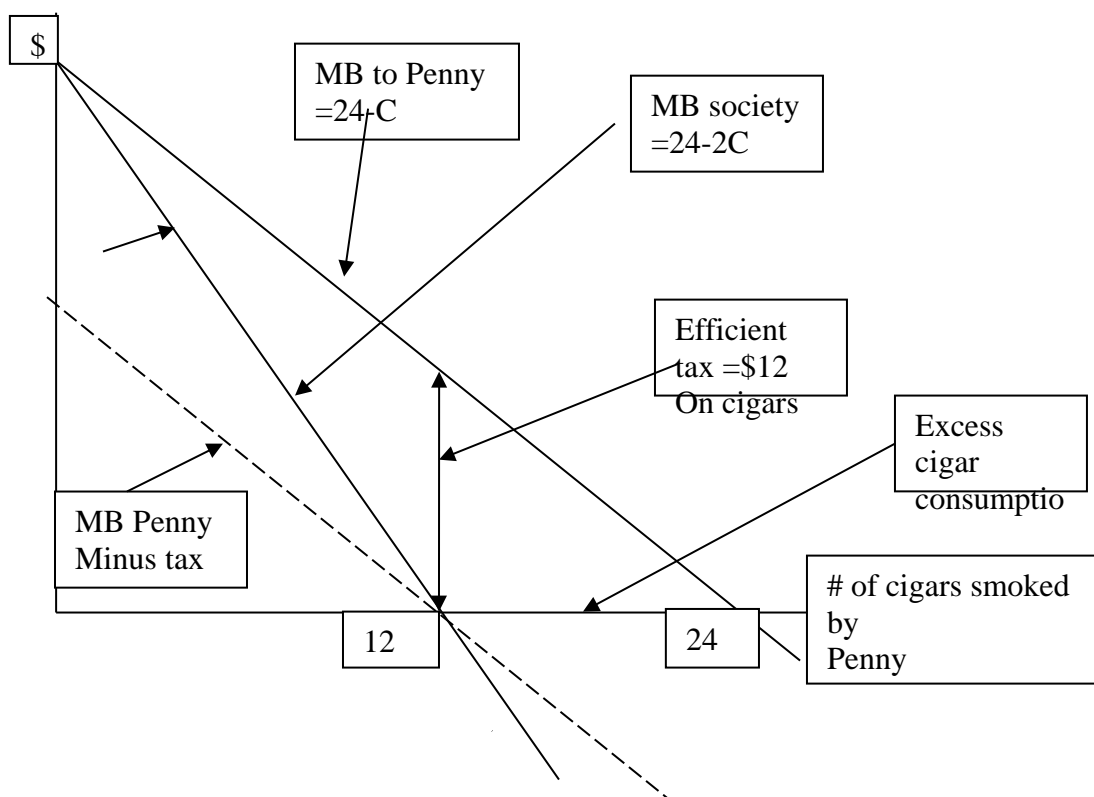 $
MB to Penny
=24-C
MB society
=24-2C
Efficient
tax =$12
On cigars
Excess
cigar
consumptio
MB Penny
Minus tax
# of cigars smoked
by
Penny
12
24